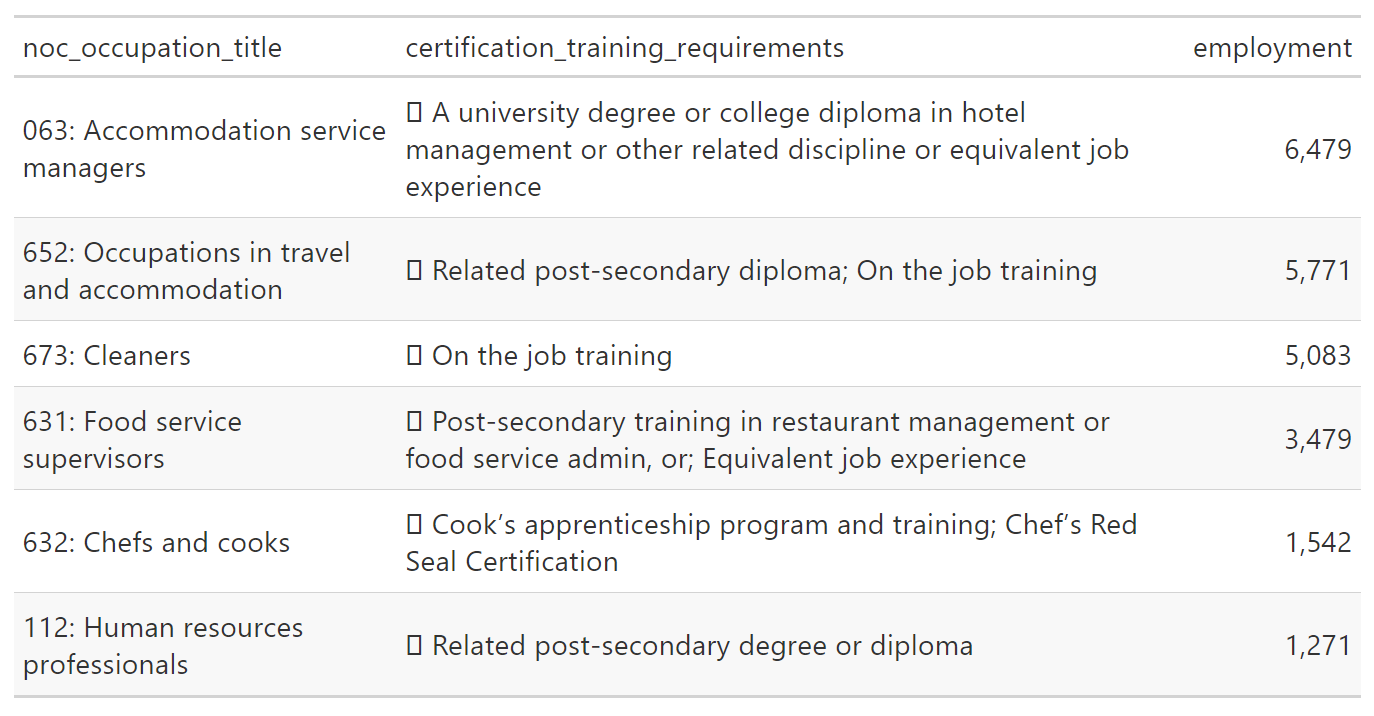 noc_occupation_title certification_training_requirements employment
063: Accommodation service
managers
▯ A university degree or college diploma in hotel
management or other related discipline or equivalent job
experience
6,479
652: Occupations in travel
and accommodation
▯ Related post-secondary diploma; On the job training
5,771
673: Cleaners
▯ On the job training
5,083
631: Food service
supervisors
▯ Post-secondary training in restaurant management or
food service admin, or; Equivalent job experience
3,479
632: Chefs and cooks
▯ Cook’s apprenticeship program and training; Chef’s Red
Seal Certification
1,542
112: Human resources
professionals
▯ Related post-secondary degree or diploma
1,271